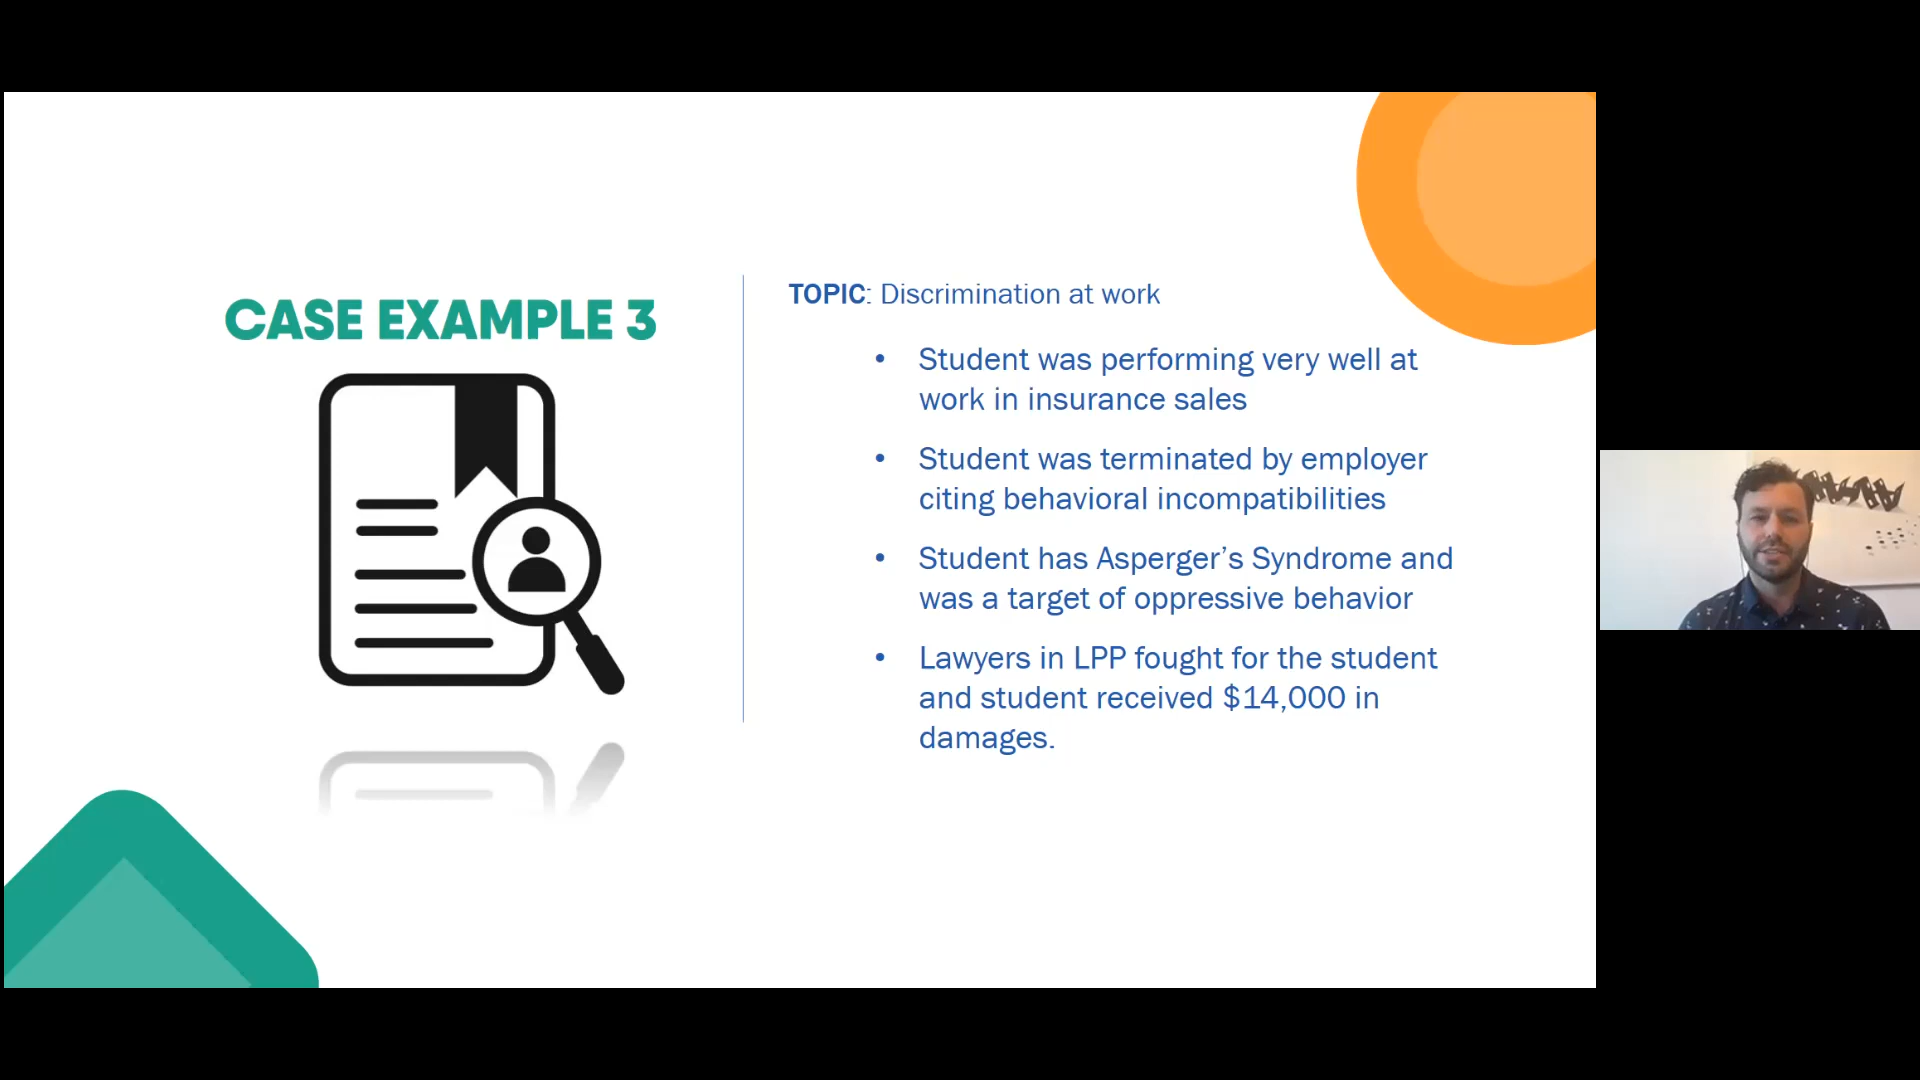 CASE EXAMPLE 3
TOPIC: Discrimination at work
• Student was performing very well at
work in insurance sales
• Student was terminated by employer
citing behavioral incompatibilities
• Student has Asperger’s Syndrome and
was a target of oppressive behavior
• Lawyers in LPP fought for the student
and student received $14,000 in
damages.